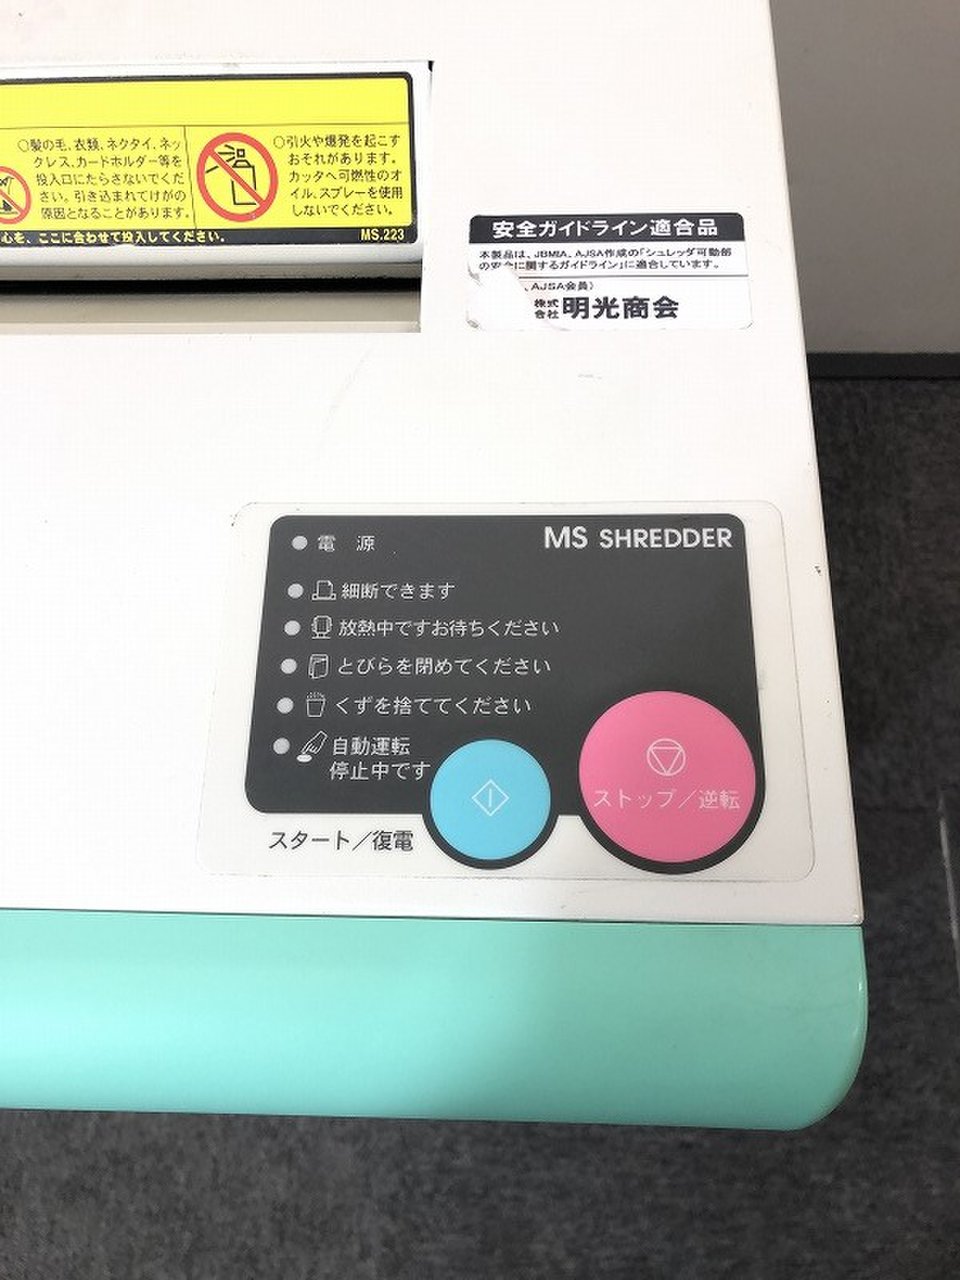 ○髪の毛、衣類、ネクタイ、ネッ
クレス、カードホルダー等を
投入口にたらさないでくだ
さい。引き込まれてけがの
原因となることがあります。
○引火や爆発を起こす
おそれがあります。
カッタへ可燃性のオ
イル、スプレーを使用
しないでください。
心を、ここに合わせて投入してください。
MS.223
安全ガイドライン適合品
本製品は、JBMIA、AJSA作成の「シュレッダ可動部
の安全に関するガイドライン」に適合しています。
、AJSA会員）
株式会社 明光商会
電 源
MS SHREDDER
細断できます
放熱中ですお待ちください
とびらを閉めてください
くずを捨ててください
自動運転
停止中です
ストップ／逆転
スタート／復電